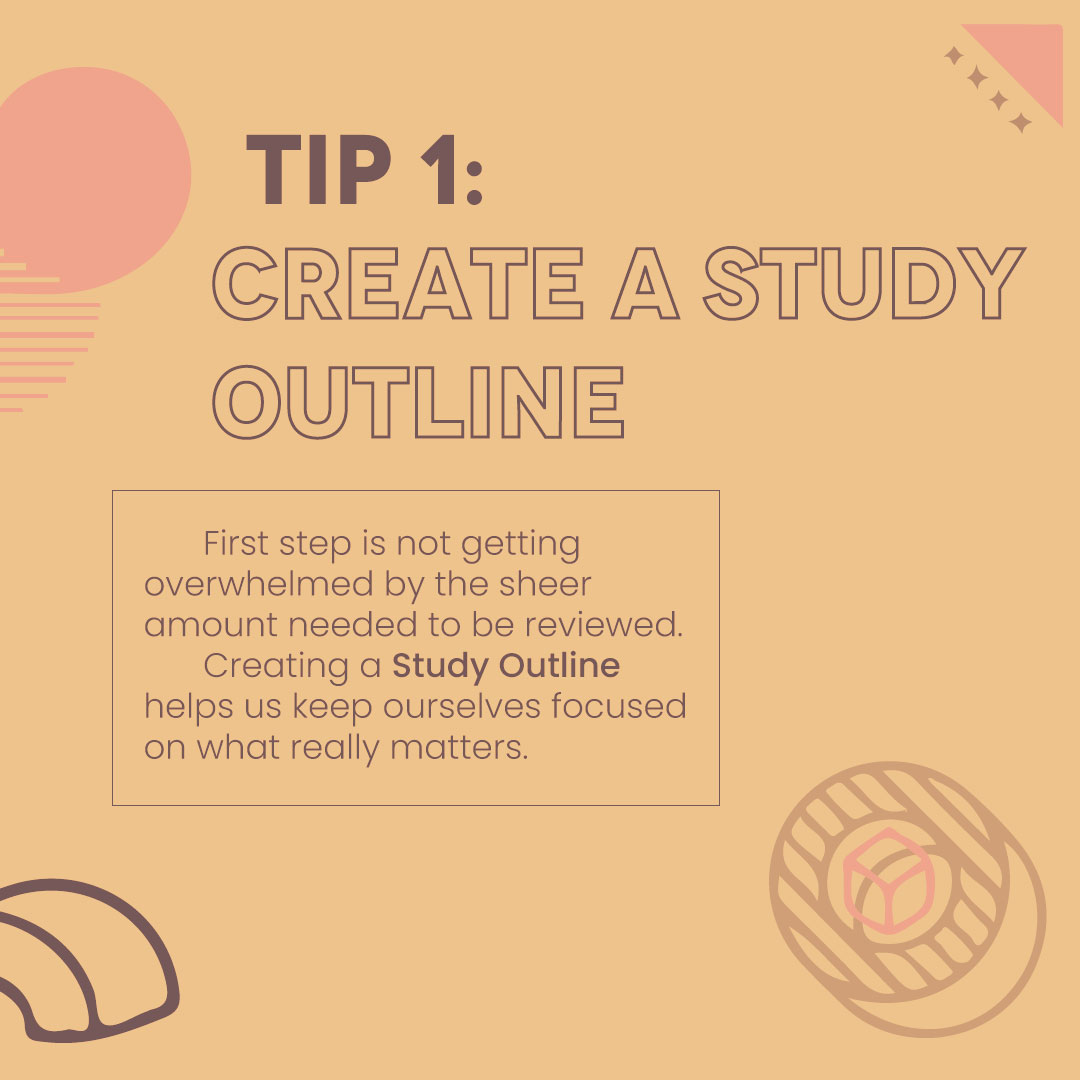 TIP 1:
CREATE A STUDY
OUTLINE
First step is not getting
overwhelmed by the sheer
amount needed to be reviewed.
Creating a Study Outline
helps us keep ourselves focused
on what really matters.